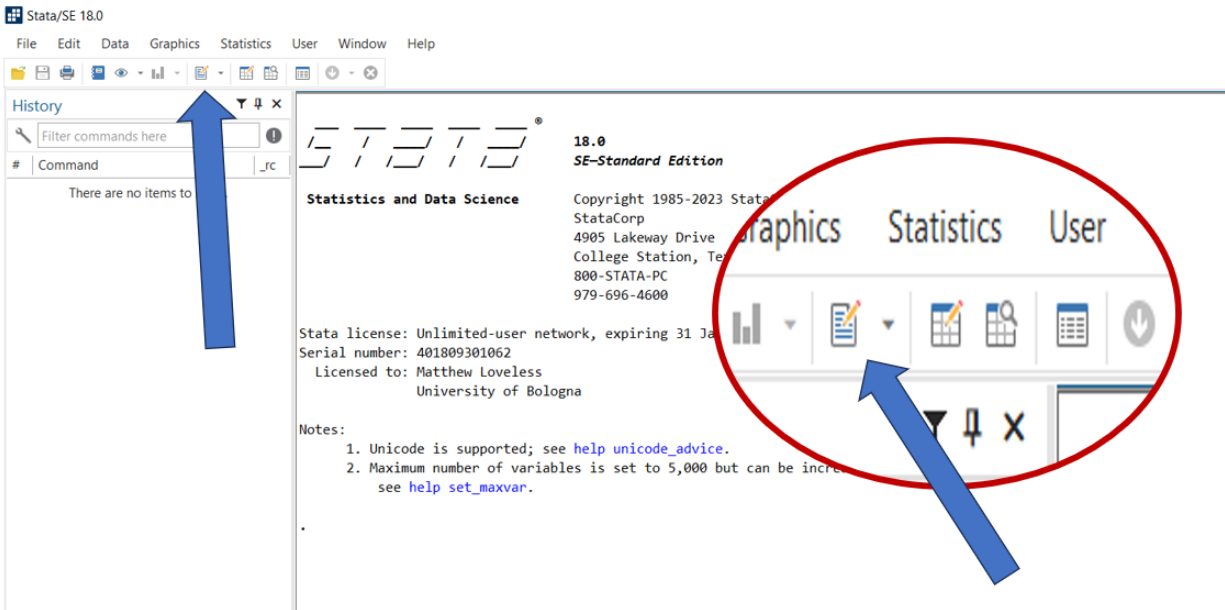 Stata/SE 18.0
File Edit Data Graphics Statistics User Window Help
History
Filter commands here
# Command _rc
There are no items to
STATA ®
18.0
SE—Standard Edition
Statistics and Data Science
Copyright 1985-2023
StataCorp
4905 Lakeway Drive
College Station,
800-STATA-PC
979-696-4600
Stata license: Unlimited-user network, expiring 31
Serial number: 401809301062
Licensed to: Matthew Loveless
University of Bologna
Notes:
1. Unicode is supported; see help unicode_advice.
2. Maximum number of variables is set to 5,000 but can be
see help set_maxvar.
.
Statistics User